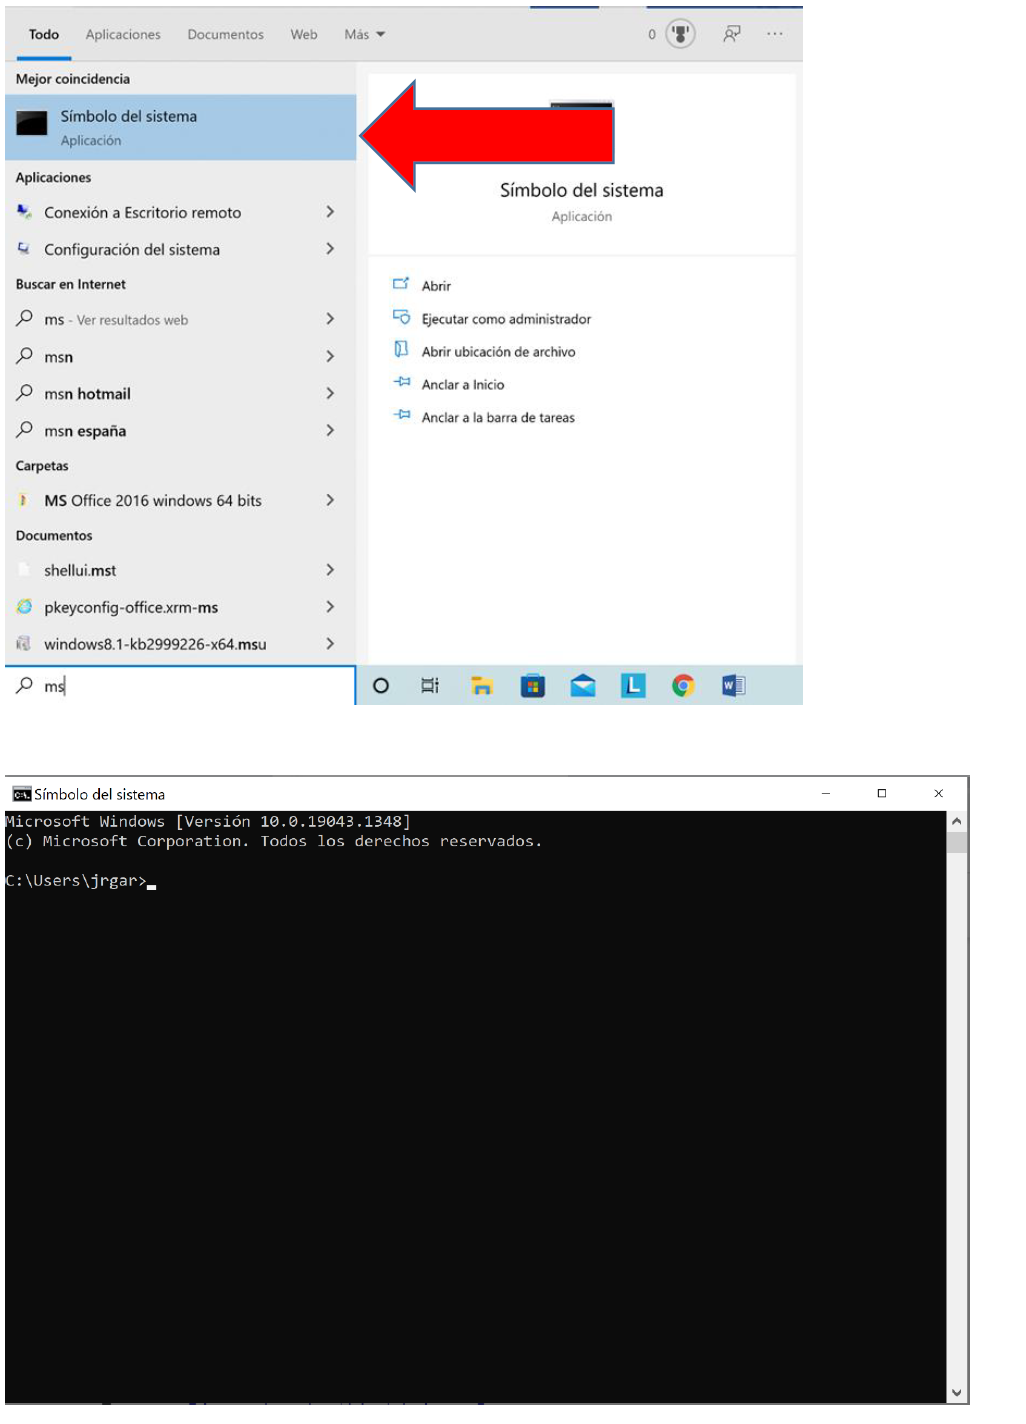 Todo Aplicaciones Documentos Web Más 0 ...
Mejor coincidencia
Símbolo del sistema
Aplicación
Aplicaciones
Conexión a Escritorio remoto
Configuración del sistema
Buscar en Internet
ms - Ver resultados web
msn
msn hotmail
msn españa
Carpetas
MS Office 2016 windows 64 bits
Documentos
shellui.mst
pkeyconfig-office.xrm-ms
windows8.1-kb2999226-x64.msu
ms
Símbolo del sistema
Aplicación
Abrir
Ejecutar como administrador
Abrir ubicación de archivo
Anclar a Inicio
Anclar a la barra de tareas
L
W
C:\. Símbolo del sistema
Microsoft Windows [Versión 10.0.19043.1348]
(c) Microsoft Corporation. Todos los derechos reservados.
C:\Users\jrgar>